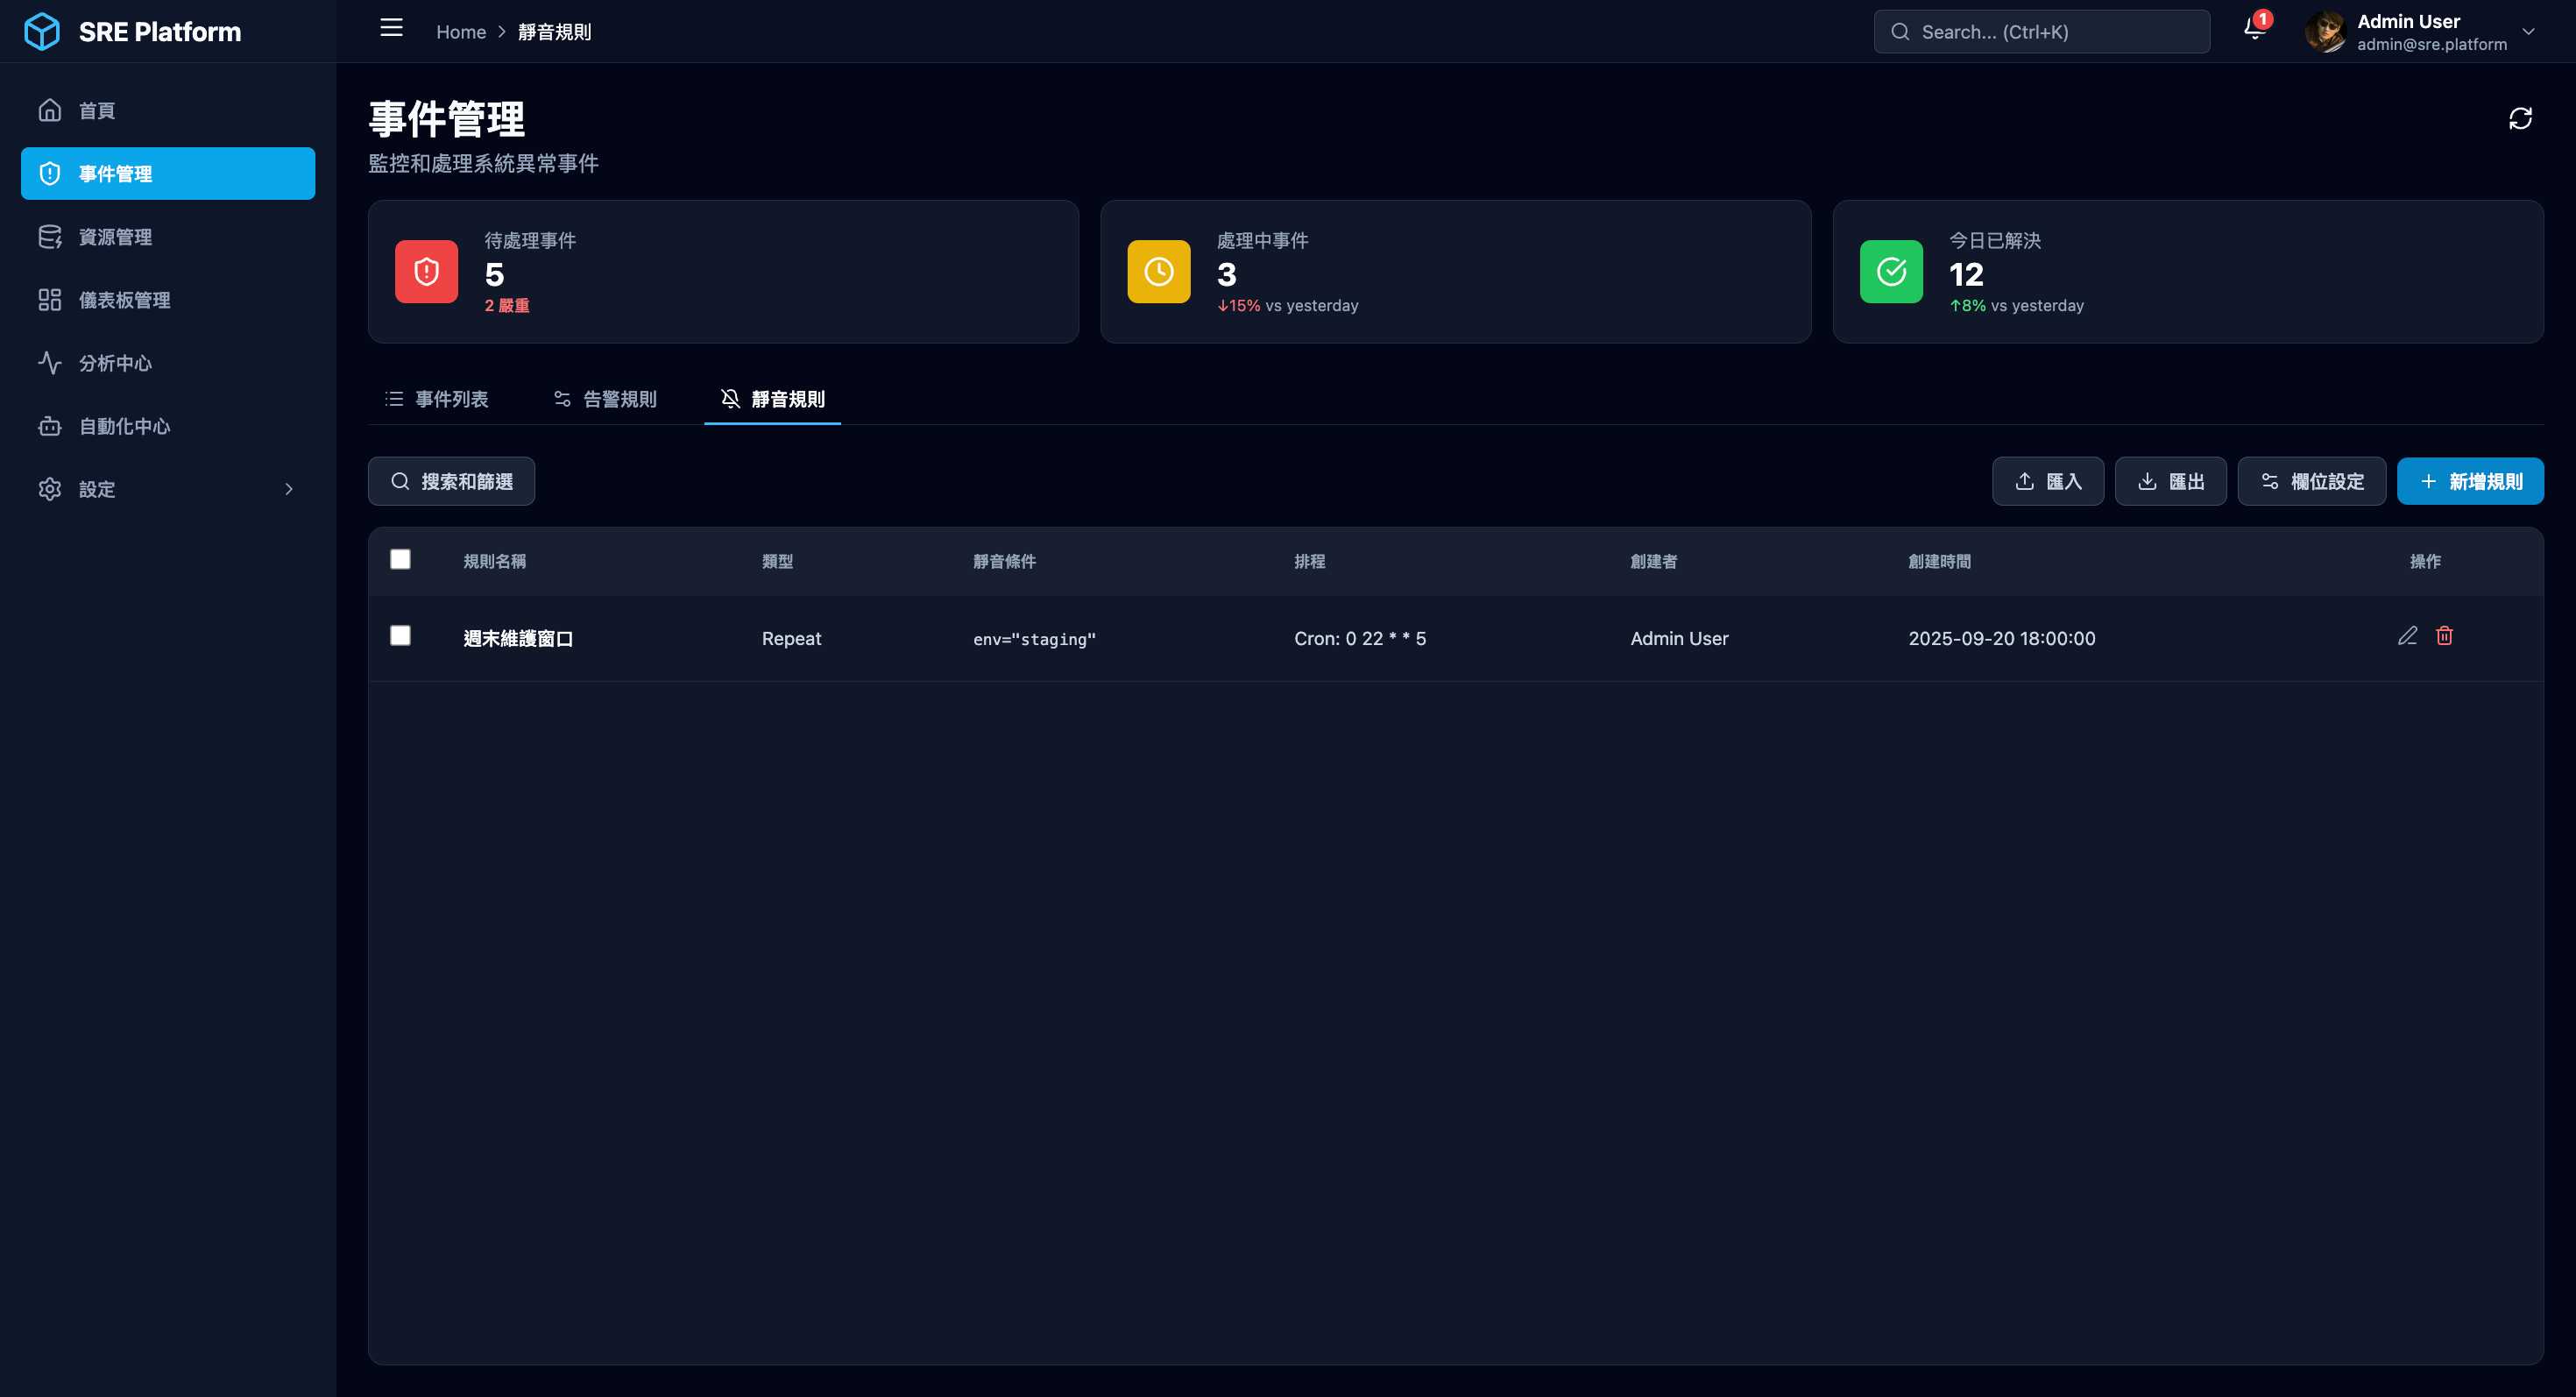 SRE Platform
Home > 靜音規則
Search... (Ctrl+K)
1
Admin User
admin@sre.platform
首頁
事件管理
資源管理
儀表板管理
分析中心
自動化中心
設定
事件管理
監控和處理系統異常事件
待處理事件
5
2 嚴重
處理中事件
3
↓15% vs yesterday
今日已解決
12
↑8% vs yesterday
事件列表 告警規則 靜音規則
搜索和篩選 匯入 匯出 欄位設定 新增規則
規則名稱 類型 靜音條件 排程 創建者 創建時間 操作
週末維護窗口 Repeat env="staging" Cron: 0 22 * * 5 Admin User 2025-09-20 18:00:00